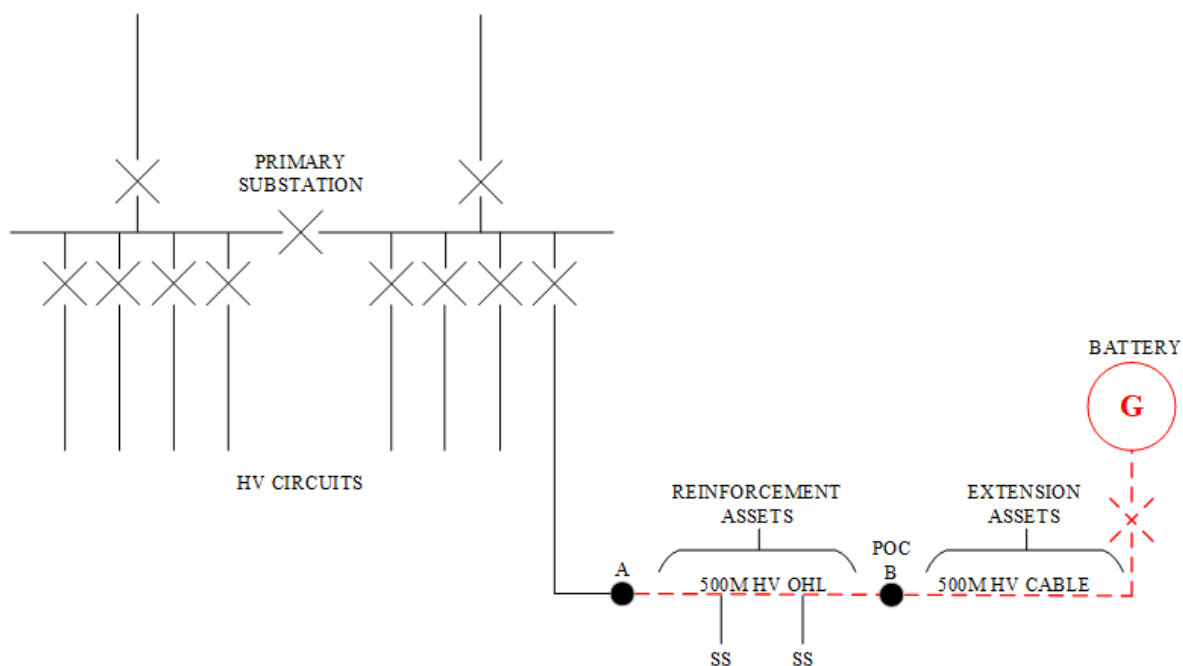 PRIMARY
SUBSTATION
HV CIRCUITS
BATTERY
G
REINFORCEMENT
ASSETS
EXTENSION
ASSETS
A
500M HV OHL
POC
B
500M HV CABLE
SS
SS